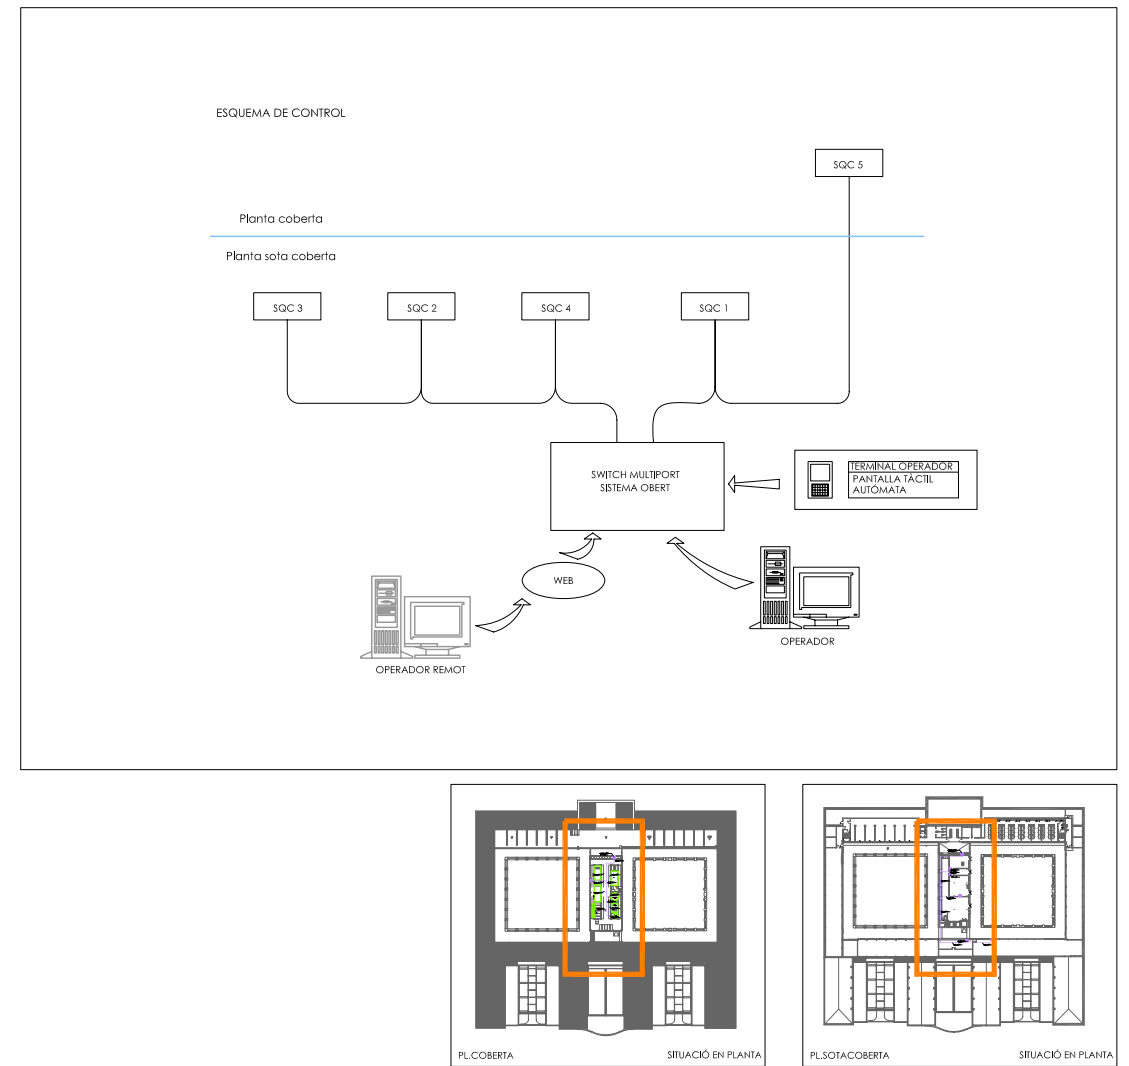 ESQUEMA DE CONTROL
SQC 5
Planta coberta
Planta sota coberta
SQC 3
SQC 2
SQC 4
SQC 1
SWITCH MULTIPORT
SISTEMA OBERT
TERMINAL OPERADOR
PANTALLA TÀCTIL
AUTÓMATA
WEB
OPERADOR
OPERADOR REMOT
PL.COBERTA
SITUACIÓ EN PLANTA
PL.SOTACOBERTA
SITUACIÓ EN PLANTA